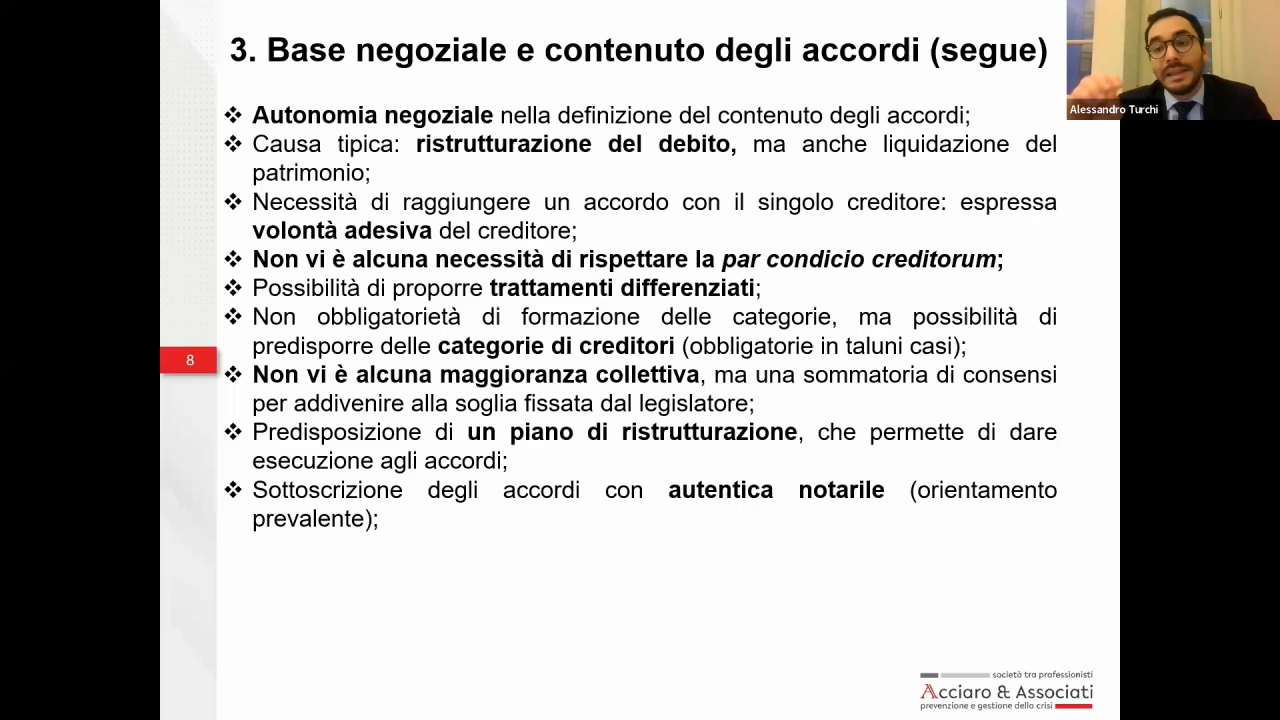 3. Base negoziale e contenuto degli accordi (segue)
Alessandro Turchi
❖ Autonomia negoziale nella definizione del contenuto degli accordi;
❖ Causa tipica: ristrutturazione del debito, ma anche liquidazione del
patrimonio;
❖ Necessità di raggiungere un accordo con il singolo creditore: espressa
volontà adesiva del creditore;
❖ Non vi è alcuna necessità di rispettare la par condicio creditorum;
❖ Possibilità di proporre trattamenti differenziati;
❖ Non obbligatorietà di formazione delle categorie, ma possibilità di
predisporre delle categorie di creditori (obbligatorie in taluni casi);
8
❖ Non vi è alcuna maggioranza collettiva, ma una sommatoria di consensi
per addivenire alla soglia fissata dal legislatore;
❖ Predisposizione di un piano di ristrutturazione, che permette di dare
esecuzione agli accordi;
❖ Sottoscrizione degli accordi con autentica notarile (orientamento
prevalente);
società tra professionisti
Acciaro & Associati
prevenzione e gestione della crisi